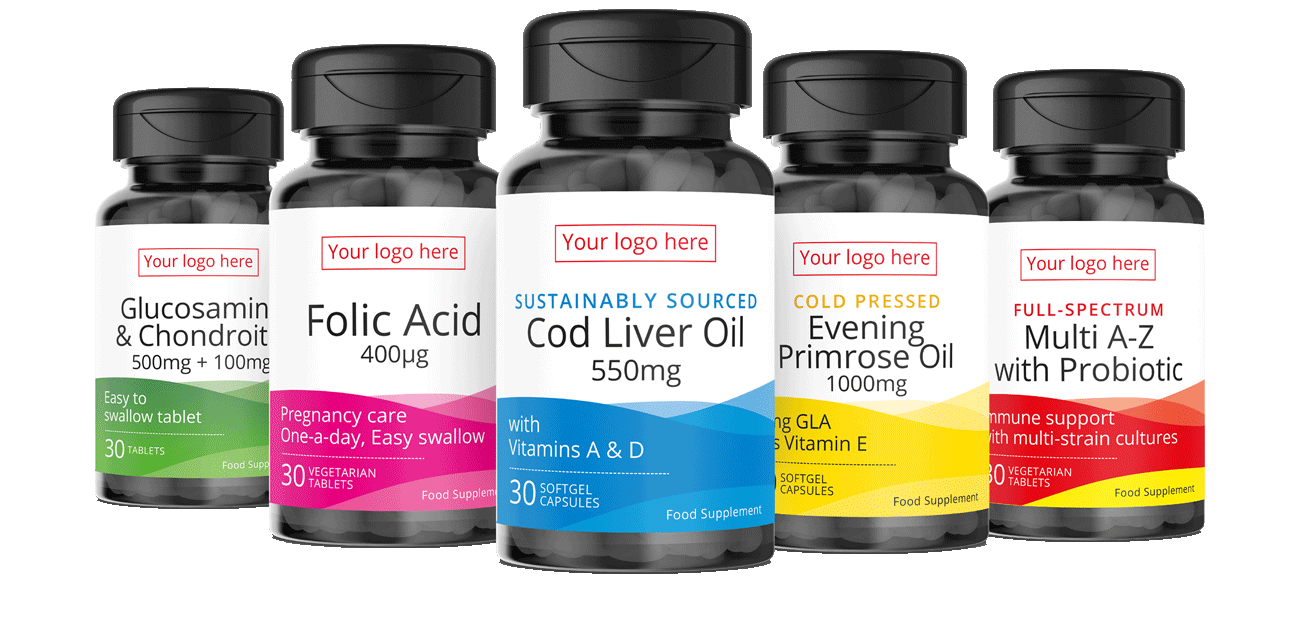 Your logo here
Glucosamin
& Chondroit
500mg + 100mg
Easy to
swallow tablet
30 TABLETS
Food Supp
Your logo here
Folic Acid
400µg
Pregnancy care
One-a-day, Easy swallow
30 VEGETARIAN
TABLETS
Food Supplem
Your logo here
SUSTAINABLY SOURCED
Cod Liver Oil
550mg
with
Vitamins A & D
30 SOFTGEL
CAPSULES
Food Supplement
Your logo here
COLD PRESSED
Evening
Primrose Oil
1000mg
GLA
Vitamin E
SOFTGEL
CAPSULES
Food Supplement
Your logo here
FULL-SPECTRUM
Multi A-Z
with Probiotic
mmune support
with multi-strain cultures
30 VEGETARIAN
TABLETS
Food Supplement